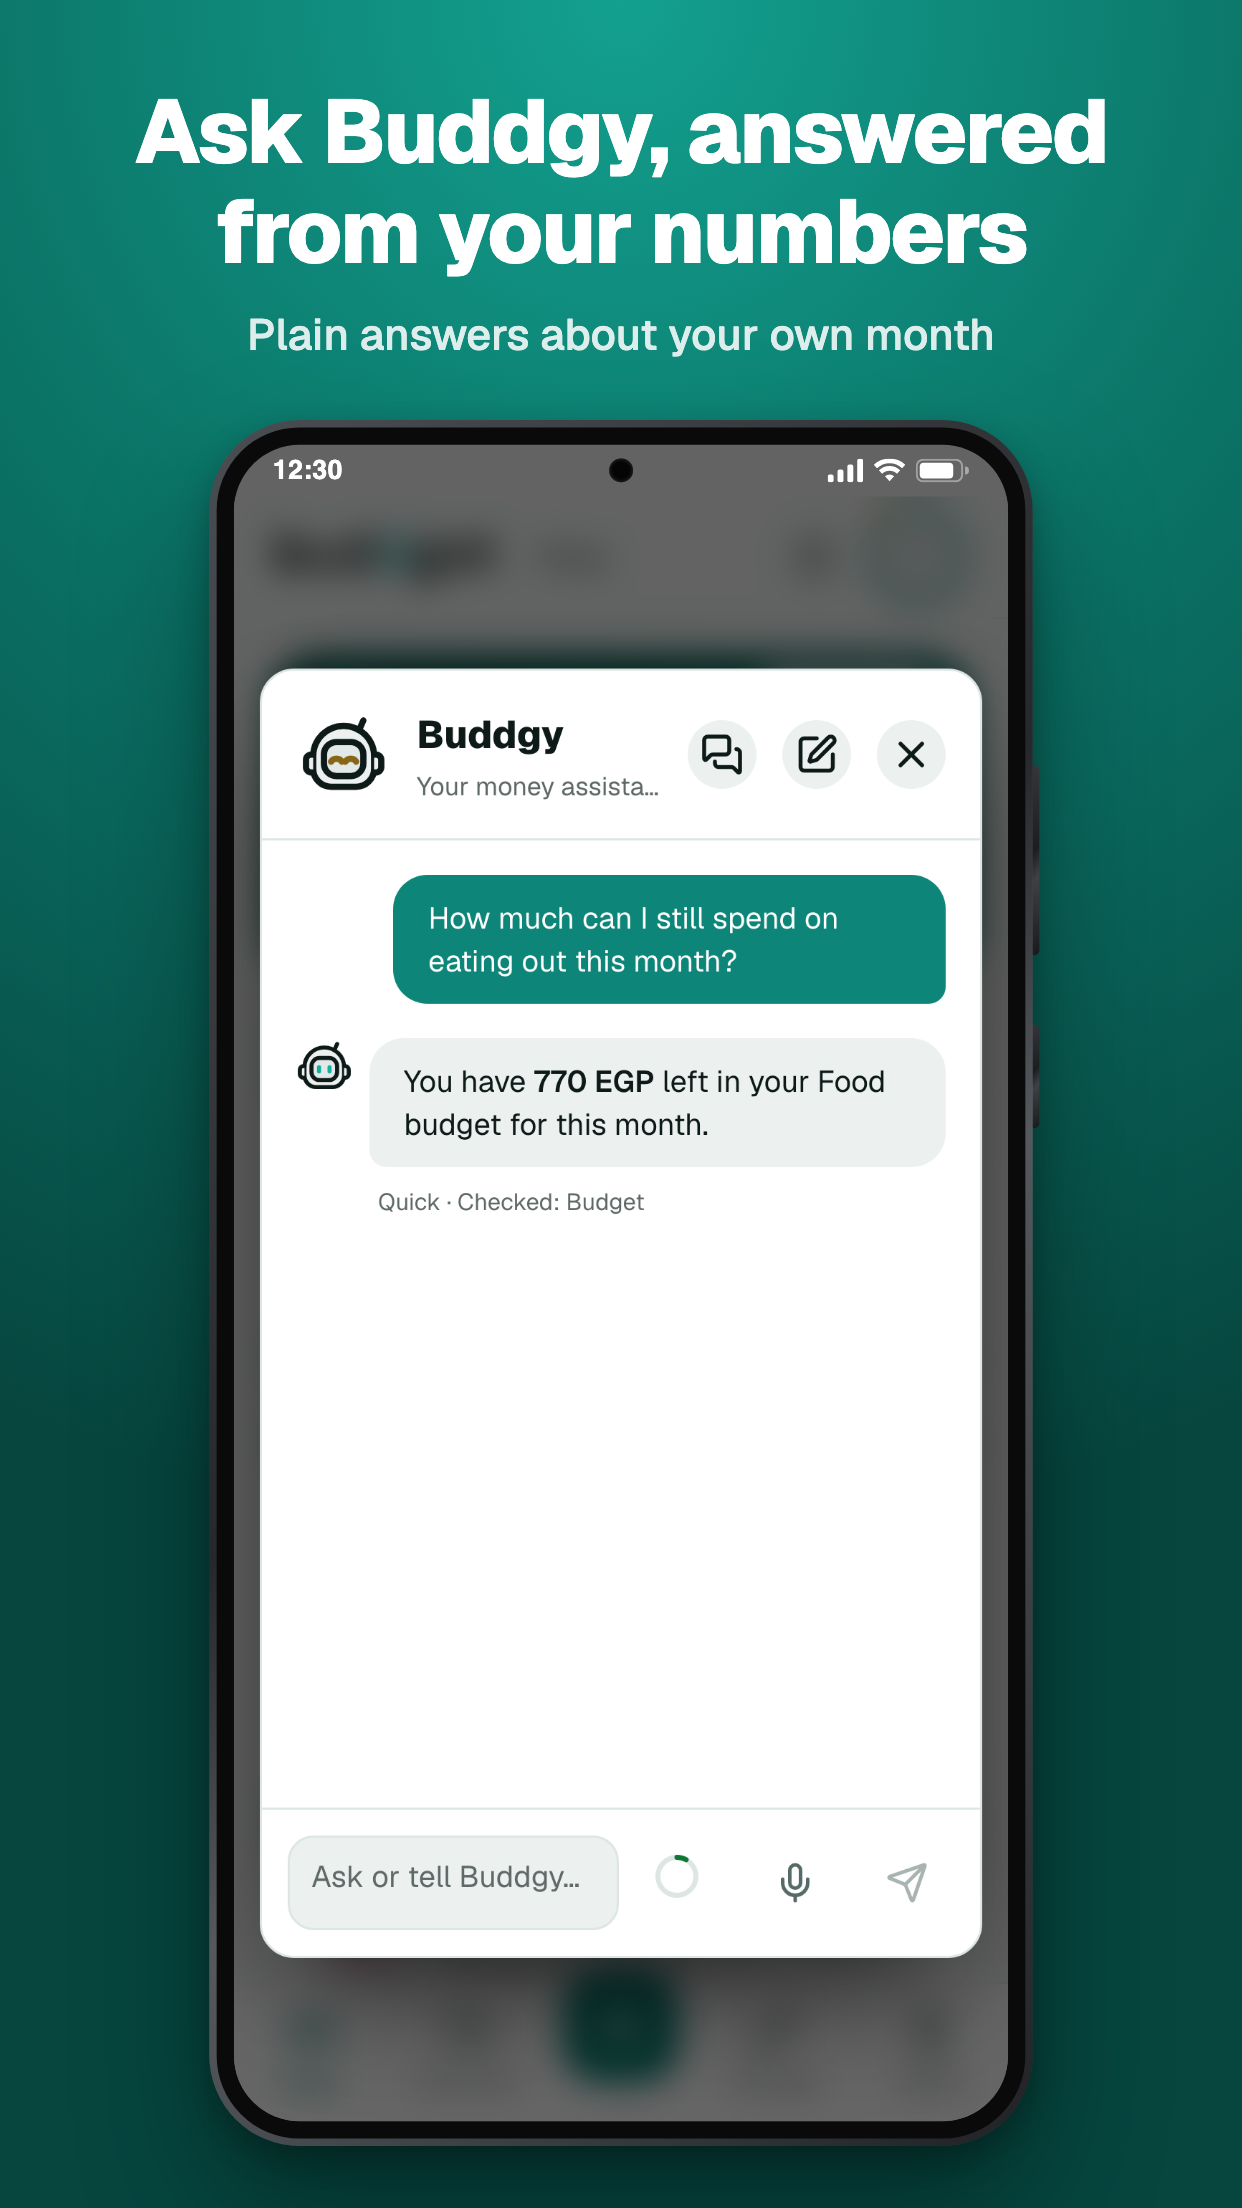 Ask Buddgy, answered
from your numbers
Plain answers about your own month
12:30
Buddgy
Your money assista...
How much can I still spend on
eating out this month?
You have 770 EGP left in your Food
budget for this month.
Quick · Checked: Budget
Ask or tell Buddgy...